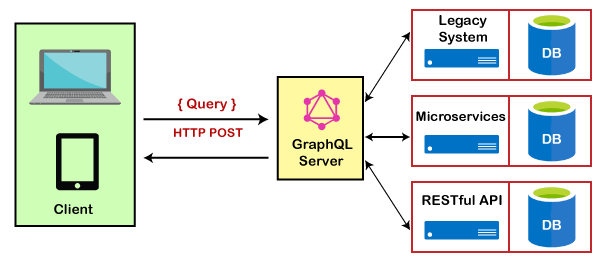 Client
{ Query }
HTTP POST
GraphQL
Server
Legacy
System
DB
Microservices
DB
RESTful API
DB